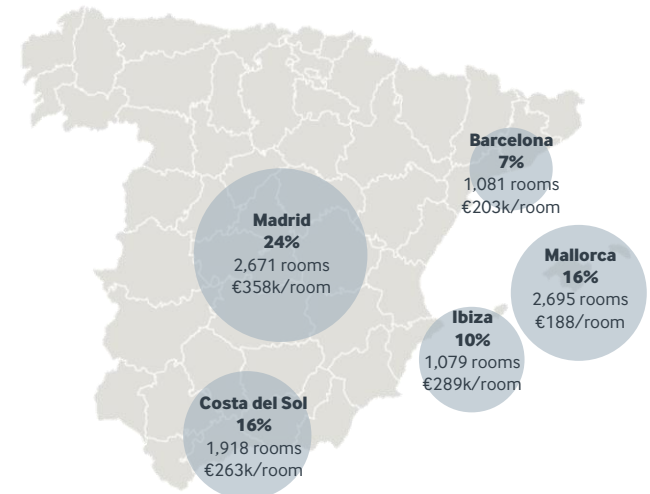 Barcelona
7%
1,081 rooms
€203k/room
Madrid
24%
2,671 rooms
€358k/room
Mallorca
16%
2,695 rooms
€188/room
Ibiza
10%
1,079 rooms
€289k/room
Costa del Sol
16%
1,918 rooms
€263k/room